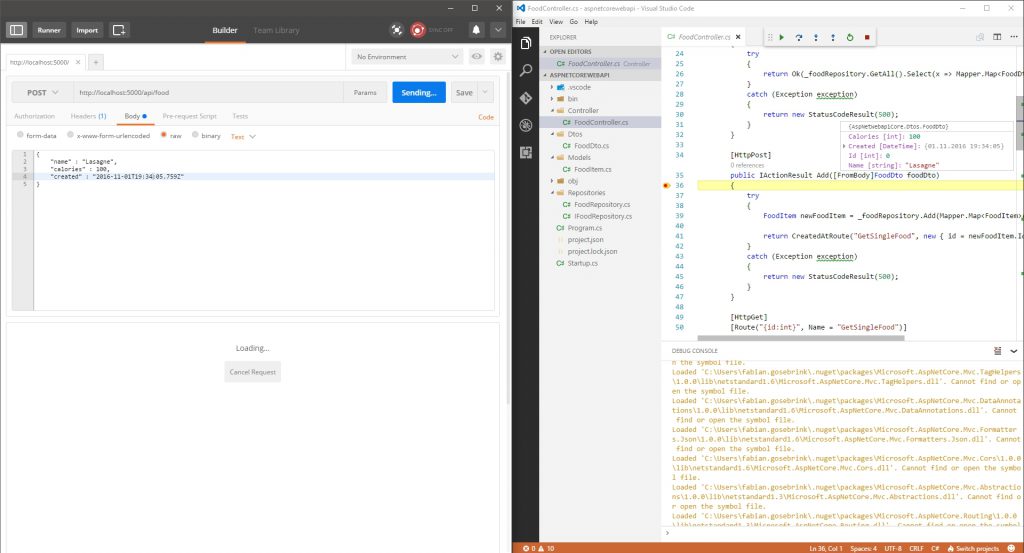 Runner
Import
Builder
Team Library
SYNC OFF
http://localhost:5000/
No Environment
POST
http://localhost:5000/api/food
Params
Sending...
Save
Authorization
Headers (1)
Body
Pre-request Script
Tests
Code
form-data
x-www-form-urlencoded
raw
binary
Text
1 {
2 "name" : "Lasagne",
3 "calories" : 100,
4 "created" : "2016-11-01T19:34:05.759Z"
5 }
Loading...
Cancel Request
FoodController.cs - aspnetcorewebapi - Visual Studio Code
File Edit View Go Help
EXPLORER
OPEN EDITORS
FoodController.cs Controller
ASPNETCOREWEBAPI
.vscode
bin
Controller
FoodController.cs
Dtos
FoodDto.cs
Models
FoodItem.cs
obj
Repositories
FoodRepository.cs
IFoodRepository.cs
Program.cs
project.json
project.lock.json
Startup.cs
FoodController.cs
24 try
25 {
26 return Ok(_foodRepository.GetAll().Select(x => Mapper.Map<FoodD
27 }
28 catch (Exception exception)
29 {
30 return new StatusCodeResult(500);
31 }
32 }
33
34 [HttpPost]
0 references
35 public IActionResult Add([FromBody]FoodDto foodDto)
36 {
37 try
38 {
39 FoodItem newFoodItem = _foodRepository.Add(Mapper.Map<FoodItem>
40
41 return CreatedAtRoute("GetSingleFood", new { id = newFoodItem.Id
42 }
43 catch (Exception exception)
44 {
45 return new StatusCodeResult(500);
46 }
47 }
48
49 [HttpGet]
50 [Route("{id:int}", Name = "GetSingleFood")]
{AspNetWebapiCore.Dtos.FoodDto}
Calories [int]: 100
Created [DateTime]: {01.11.2016 19:34:05}
Id [int]: 0
Name [string]: "Lasagne"
DEBUG CONSOLE
n the symbol file.
Loaded 'C:\Users\fabian.gosebrink\.nuget\packages\Microsoft.AspNetCore.Mvc.TagHelpers
\1.0.0\lib\netstandard1.6\Microsoft.AspNetCore.Mvc.TagHelpers.dll'. Cannot find or op
en the symbol file.
Loaded 'C:\Users\fabian.gosebrink\.nuget\packages\Microsoft.AspNetCore.Mvc.DataAnnota
tions\1.0.0\lib\netstandard1.6\Microsoft.AspNetCore.Mvc.DataAnnotations.dll'. Cannot
find or open the symbol file.
Loaded 'C:\Users\fabian.gosebrink\.nuget\packages\Microsoft.AspNetCore.Mvc.Formatter
s.Json\1.0.0\lib\netstandard1.6\Microsoft.AspNetCore.Mvc.Formatters.Json.dll'. Cannot
find or open the symbol file.
Loaded 'C:\Users\fabian.gosebrink\.nuget\packages\Microsoft.AspNetCore.Mvc.Cors\1.0.0
\lib\netstandard1.6\Microsoft.AspNetCore.Mvc.Cors.dll'. Cannot find or open the symbo
l file.
Loaded 'C:\Users\fabian.gosebrink\.nuget\packages\Microsoft.AspNetCore.Mvc.Abstractio
ns\1.0.0\lib\netstandard1.3\Microsoft.AspNetCore.Mvc.Abstractions.dll'. Cannot find o
r open the symbol file.
Loaded 'C:\Users\fabian.gosebrink\.nuget\packages\Microsoft.AspNetCore.Routing\1.0.0
\lib\netstandard1.3\Microsoft.AspNetCore.Routing.dll'. Cannot find or open the symbol
0 10
Ln 36, Col 1
Spaces: 4
UTF-8
CRLF
C#
Switch projects